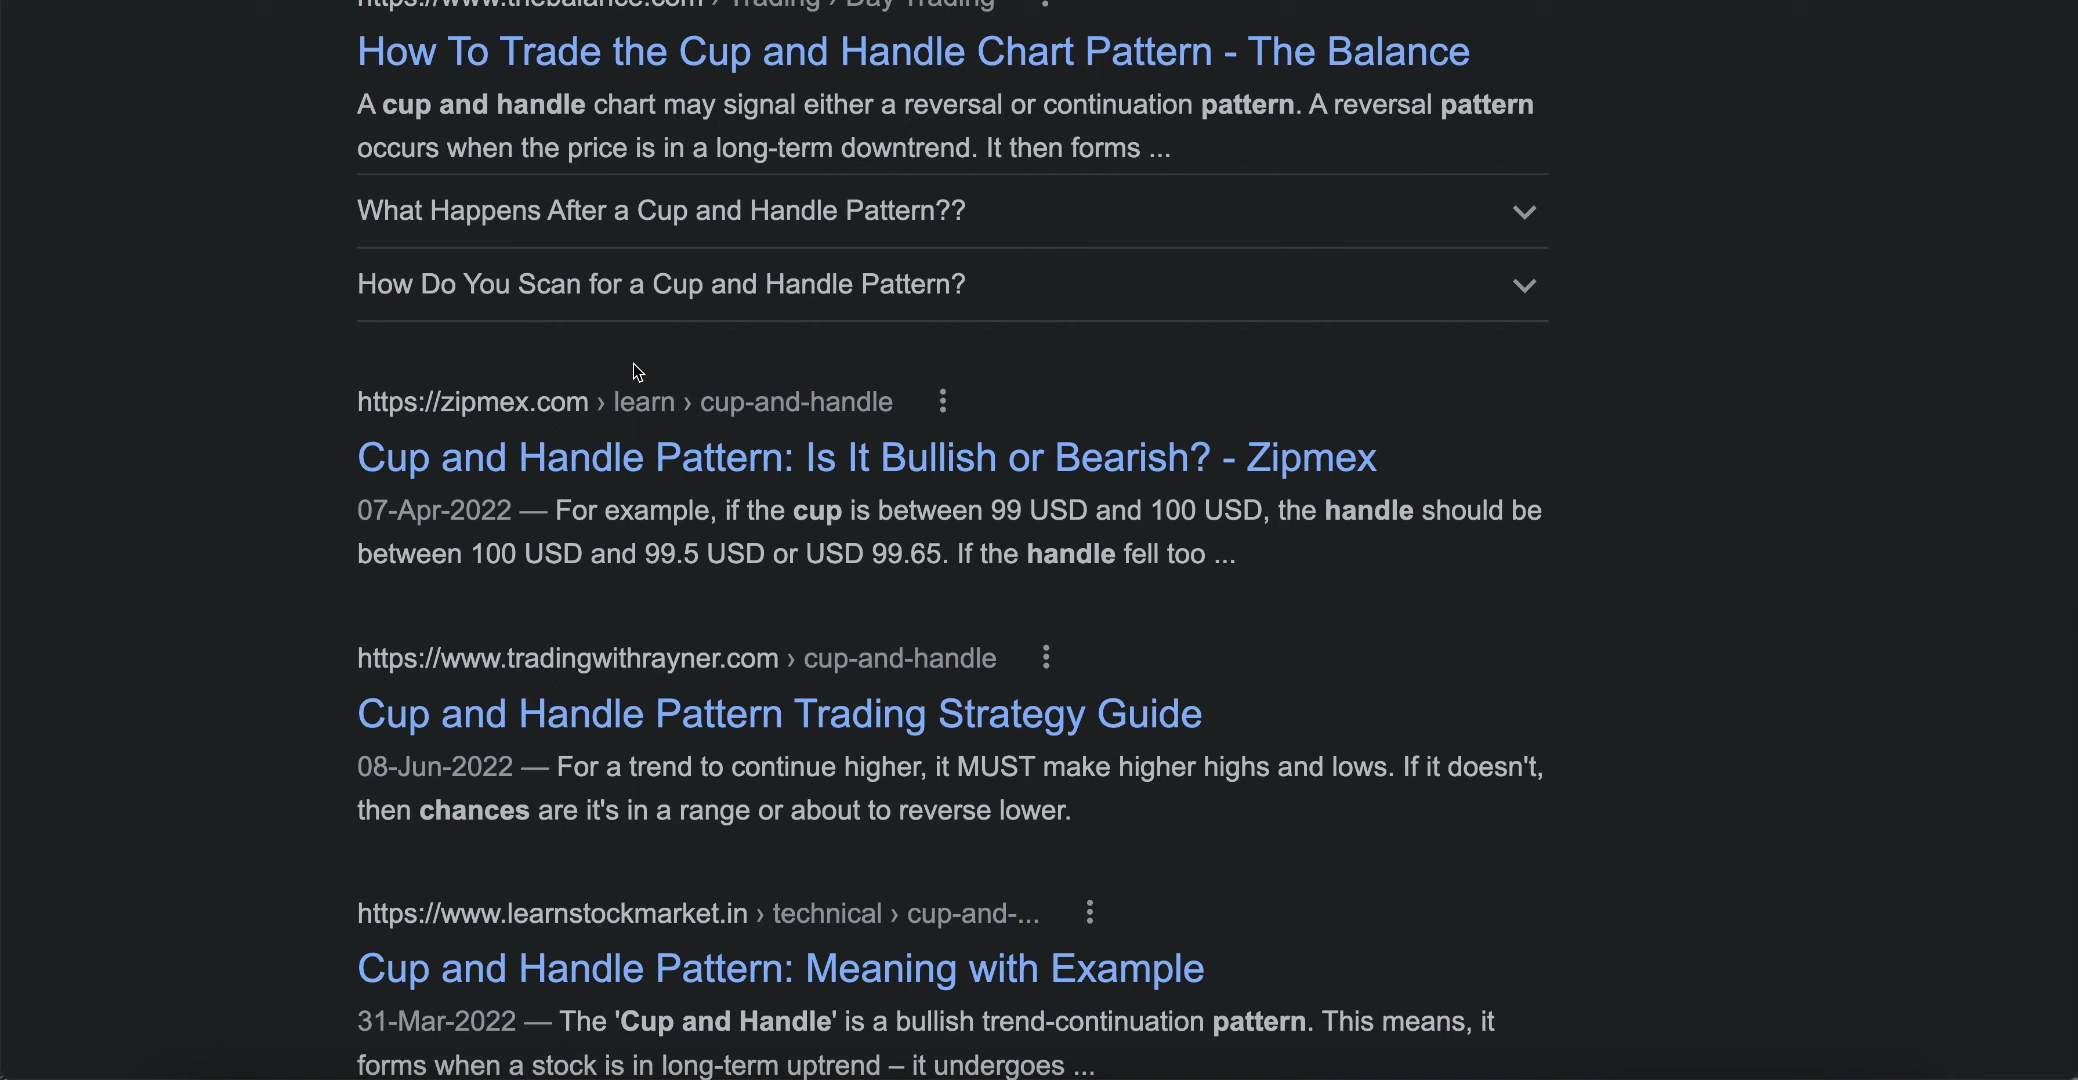 https://www.thebalance.com › Trading › Day Trading
How To Trade the Cup and Handle Chart Pattern - The Balance
A cup and handle chart may signal either a reversal or continuation pattern. A reversal pattern
occurs when the price is in a long-term downtrend. It then forms ...
What Happens After a Cup and Handle Pattern??
How Do You Scan for a Cup and Handle Pattern?
https://zipmex.com › learn › cup-and-handle
Cup and Handle Pattern: Is It Bullish or Bearish? - Zipmex
07-Apr-2022 — For example, if the cup is between 99 USD and 100 USD, the handle should be
between 100 USD and 99.5 USD or USD 99.65. If the handle fell too ...
https://www.tradingwithrayner.com › cup-and-handle
Cup and Handle Pattern Trading Strategy Guide
08-Jun-2022 — For a trend to continue higher, it MUST make higher highs and lows. If it doesn't,
then chances are it's in a range or about to reverse lower.
https://www.learnstockmarket.in › technical › cup-and-...
Cup and Handle Pattern: Meaning with Example
31-Mar-2022 — The 'Cup and Handle' is a bullish trend-continuation pattern. This means, it
forms when a stock is in long-term uptrend – it undergoes ...